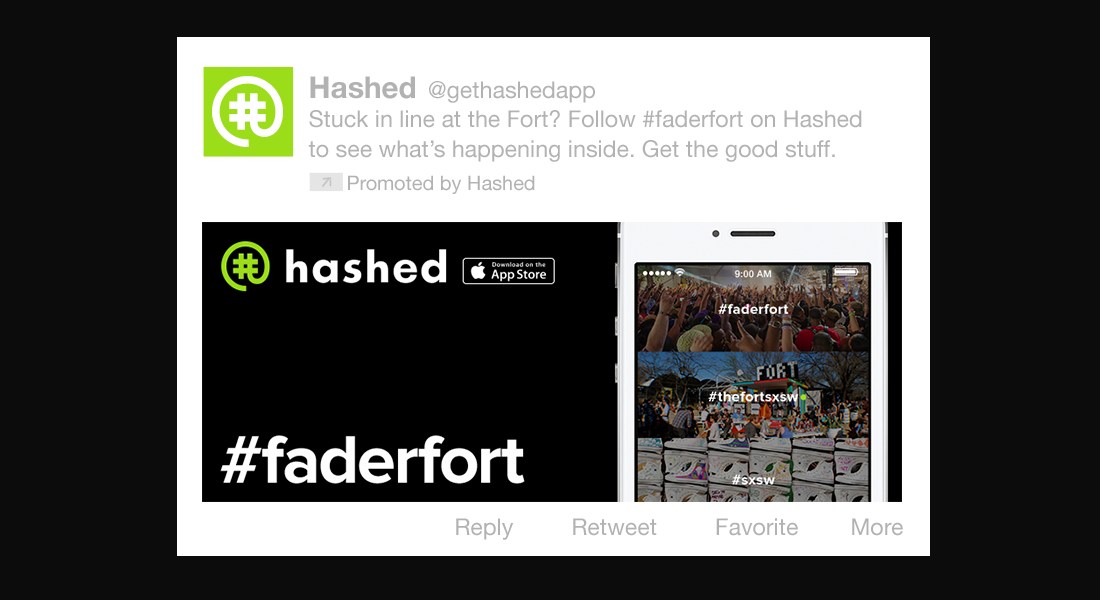 Hashed @gethashedapp
Stuck in line at the Fort? Follow #faderfort on Hashed
to see what’s happening inside. Get the good stuff.
Promoted by Hashed
hashed
Download on the
App Store
#faderfort
9:00 AM
#faderfort
FORT
#thefortsxsw
#sxsw
Reply Retweet Favorite More